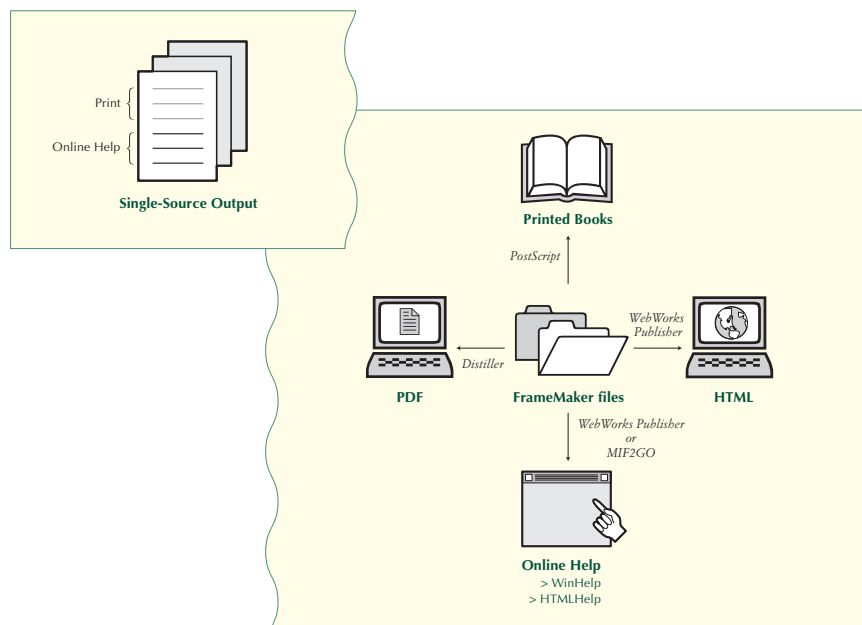 Print
Online Help
Single-Source Output
Printed Books
PostScript
WebWorks
Publisher
Distiller
PDF
FrameMaker files
HTML
WebWorks Publisher
or
MIF2GO
Online Help
> WinHelp
> HTMLHelp